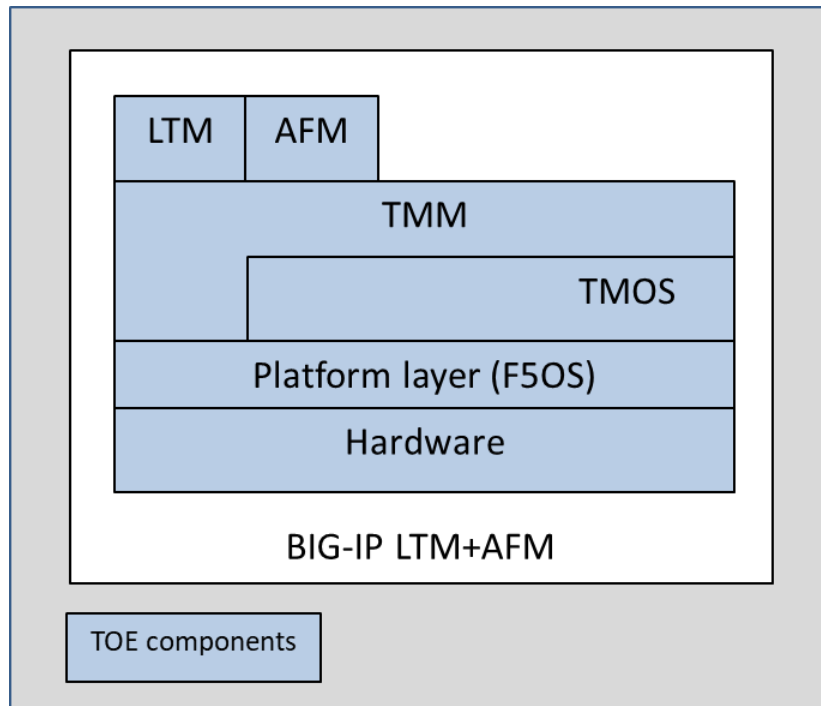 LTM AFM
TMM
TMOS
Platform layer (F5OS)
Hardware
BIG-IP LTM+AFM
TOE components